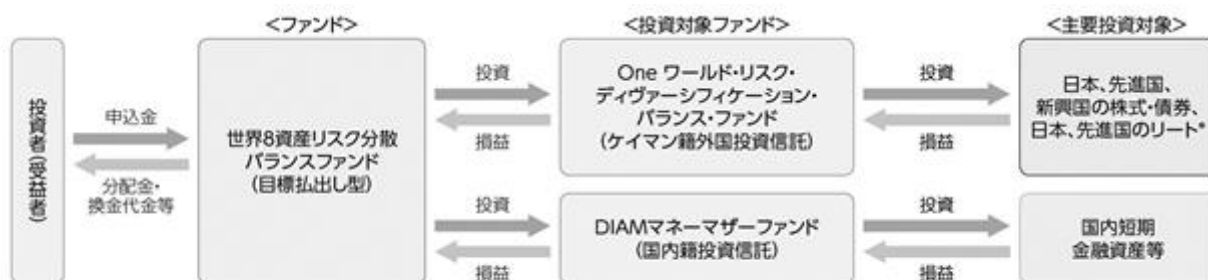 <ファンド>
<投資対象ファンド>
<主要投資対象>
投資者(受益者)
申込金
分配金・
換金代金等
世界8資産リスク分散
バランスファンド
(目標払出し型)
投資
損益
One ワールド・リスク・
ディヴァーシフィケーション・
バランス・ファンド
(ケイマン籍外国投資信託)
投資
損益
日本、先進国、
新興国の株式・債券、
日本、先進国のリート*
投資
損益
DIAMマネーマザーファンド
(国内籍投資信託)
投資
損益
国内短期
金融資産等